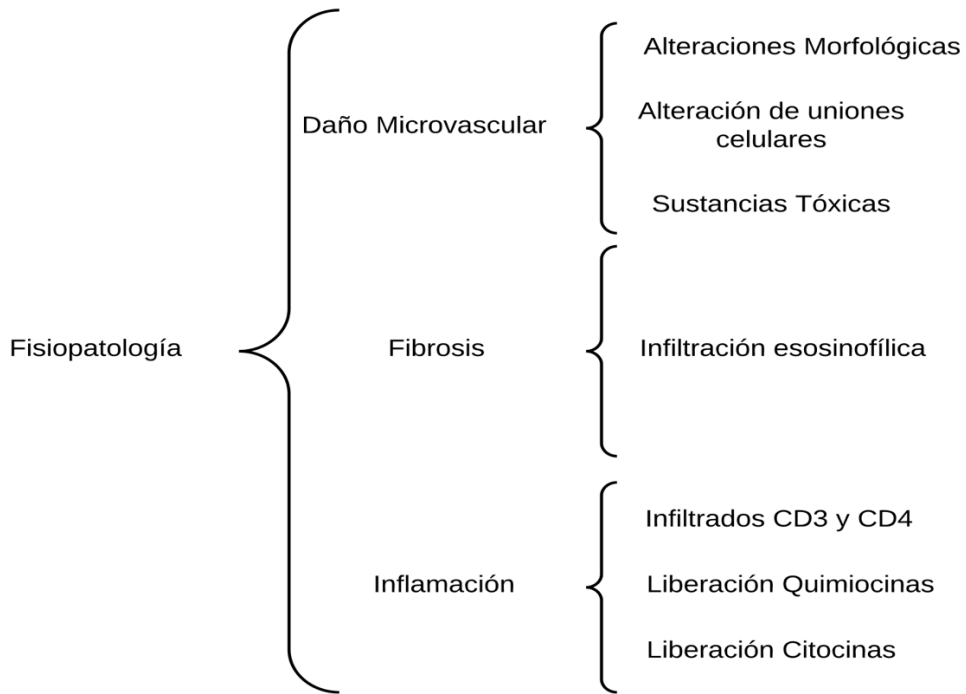 Fisiopatología
Daño Microvascular
Alteraciones Morfológicas
Alteración de uniones
celulares
Sustancias Tóxicas
Fibrosis
Infiltración esosinofílica
Inflamación
Infiltrados CD3 y CD4
Liberación Quimiocinas
Liberación Citocinas